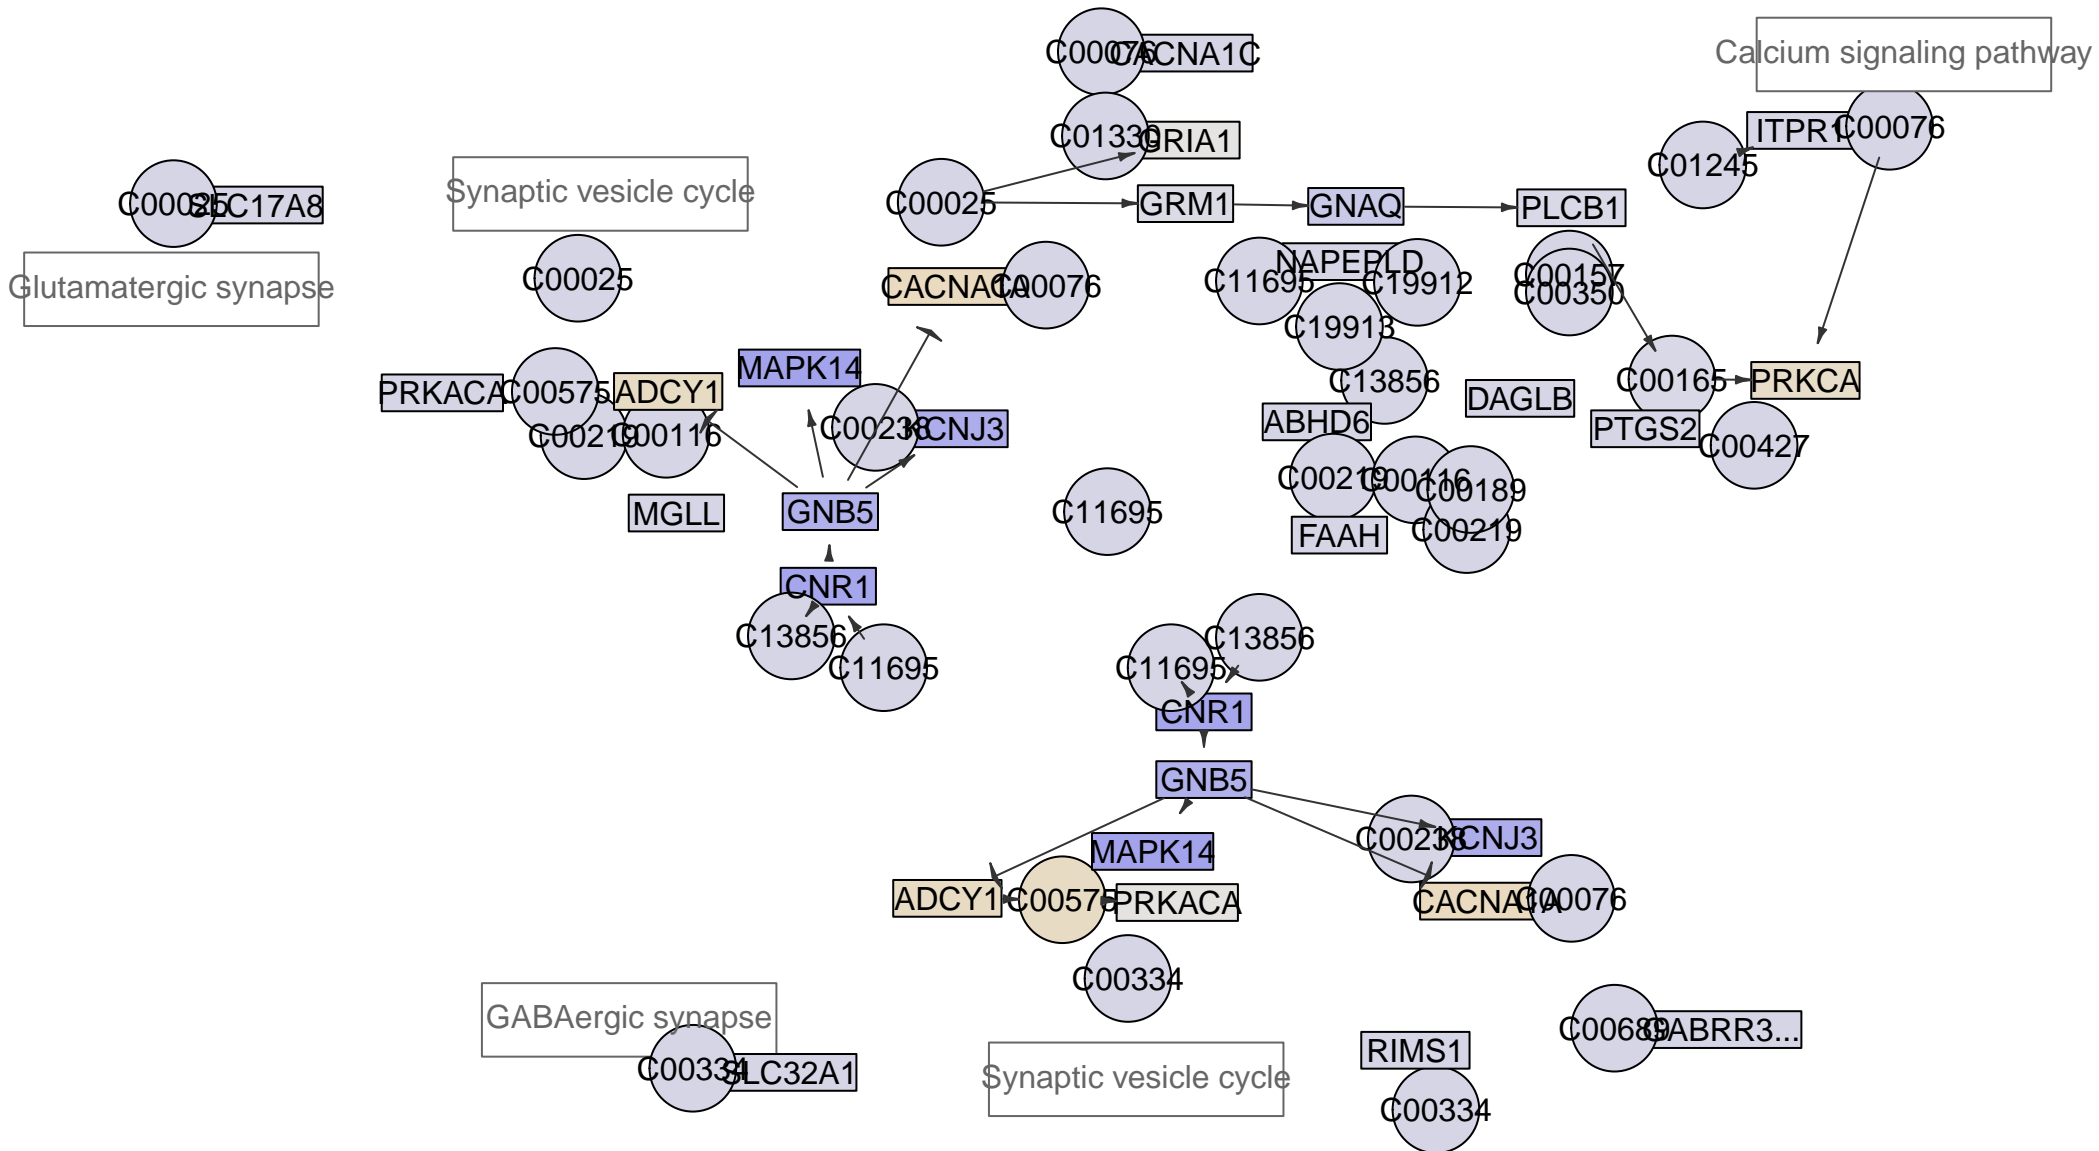 C00076
CACNA1C
Calcium signaling pathway
C01330
GRIA1
ITPR1
C00076
C01245
Synaptic vesicle cycle
C00025
SLC17A8
C00025
GRM1
GNAQ
PLCB1
Glutamatergic synapse
C00025
CACNA1A
C00076
NAPEPLD
C11695
C19912
C00157
C00350
C19913
MAPK14
PRKACA
C00575
ADCY1
C13856
DAGLB
C00165
PRKCA
C00219
C00116
C00238
KCNJ3
ABHD6
PTGS2
C00427
MGLL
GNB5
C11695
C00219
C00116
C00189
FAAH
C00219
CNR1
C13856
C11695
C11695
C13856
CNR1
GNB5
MAPK14
C00238
KCNJ3
ADCY1
C00575
PRKACA
CACNA1A
C00076
C00334
GABAergic synapse
C00334
SLC32A1
Synaptic vesicle cycle
RIMS1
C00334
C00689
GABRR3...